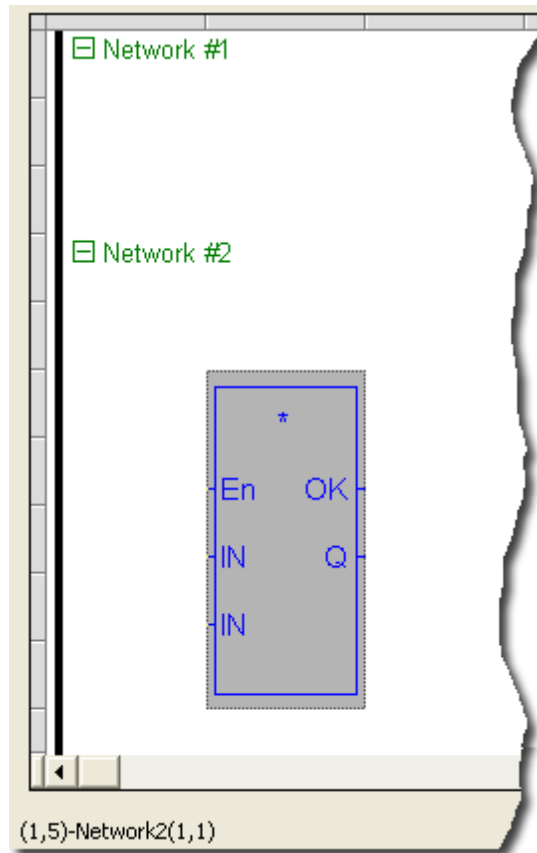 Network #1
Network #2
*
En OK
IN Q
IN
(1,5)-Network2(1,1)